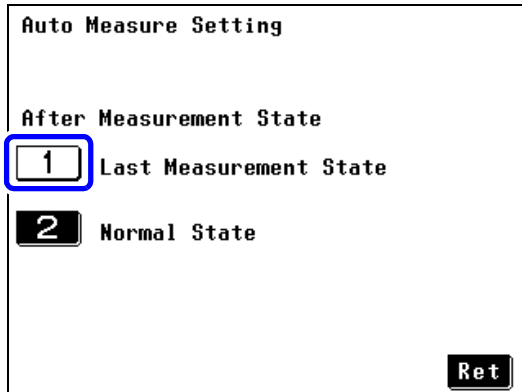 Auto Measure Setting
After Measurement State
1 Last Measurement State
2 Normal State
Ret